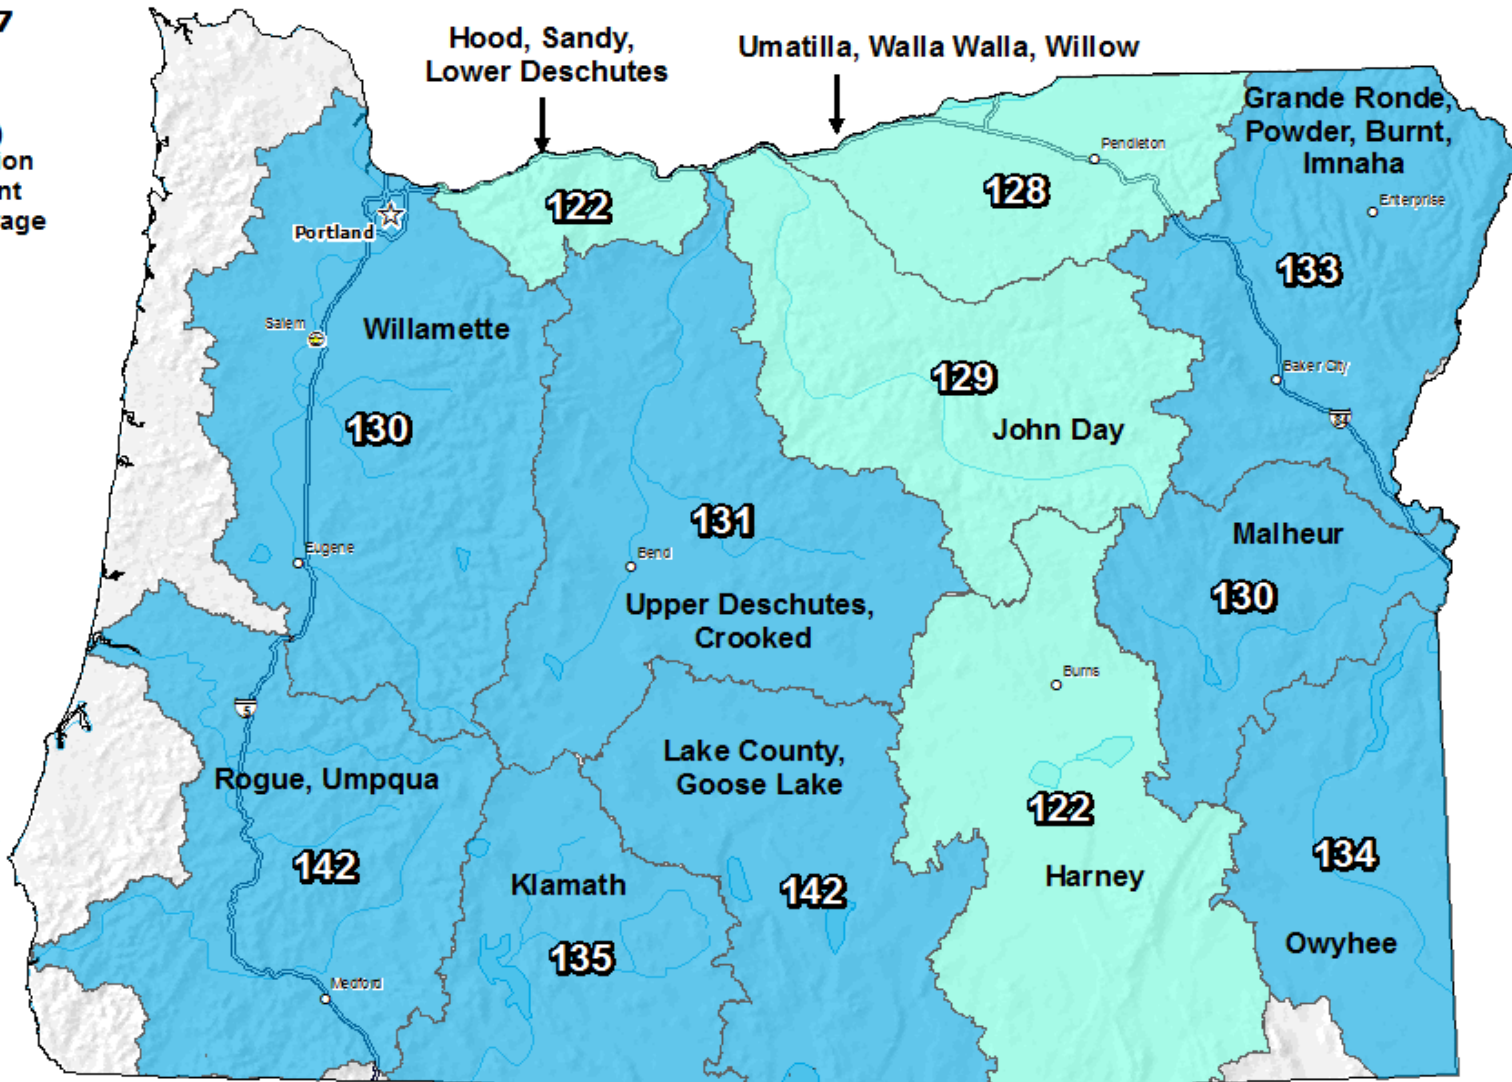 7
Hood, Sandy,
Lower Deschutes
Umatilla, Walla Walla, Willow
Grande Ronde,
Powder, Burnt,
Imnaha
Enterprise
Pendleton
122
128
133
Portland
Salem
Willamette
130
129
John Day
Baker City
84
131
Bend
Upper Deschutes,
Crooked
Eugene
Malheur
130
Burns
5
Rogue, Umpqua
142
Lake County,
Goose Lake
142
Klamath
135
122
Harney
134
Owyhee
Medford